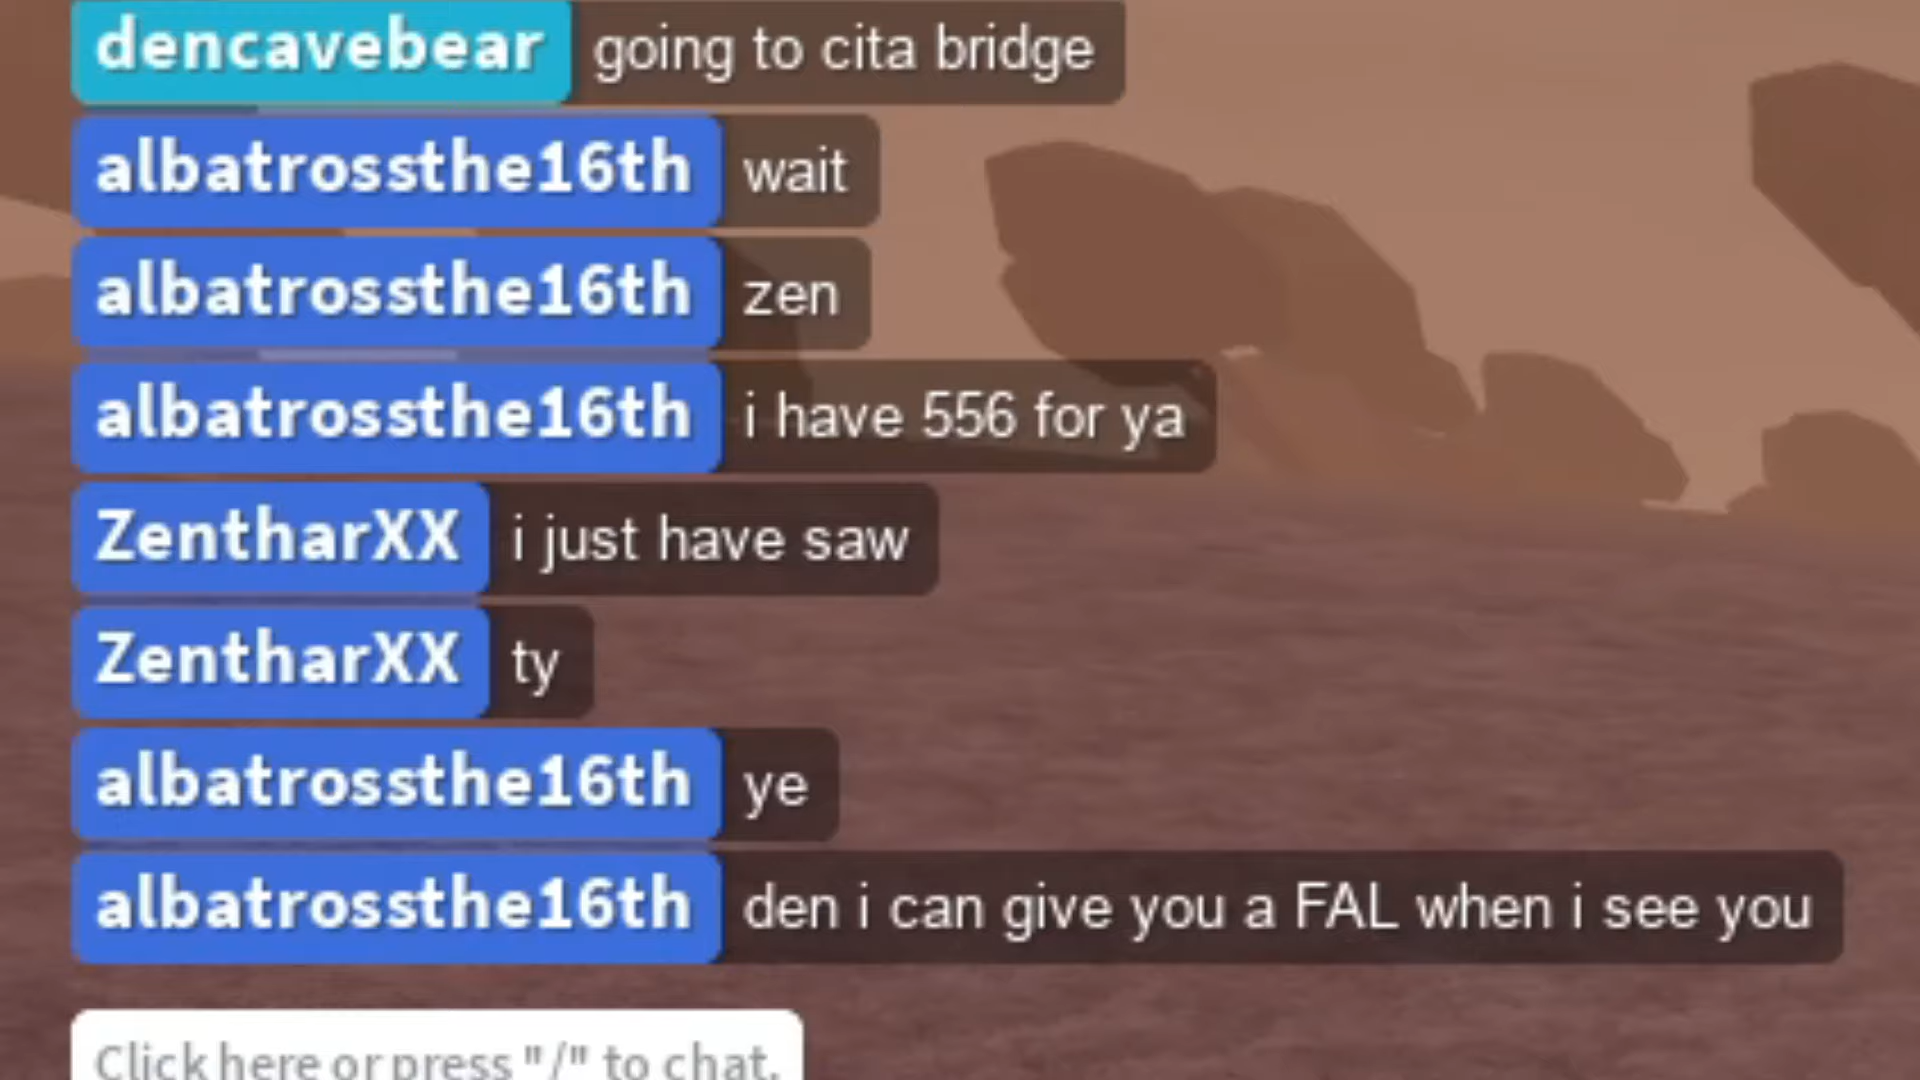 dencavebear going to cita bridge
albatrossthe16th wait
albatrossthe16th zen
albatrossthe16th i have 556 for ya
ZentharXX i just have saw
ZentharXX ty
albatrossthe16th ye
albatrossthe16th den i can give you a FAL when i see you
Click here or press "/" to chat.